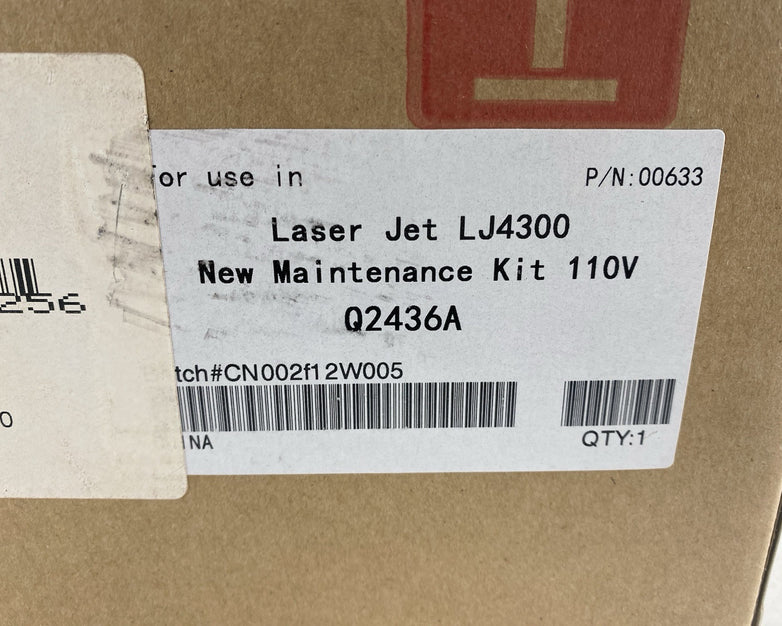 or use in
P/N:00633
Laser Jet LJ4300
New Maintenance Kit 110V
Q2436A
tch#CN002f12W005
INA
QTY:1
256
0